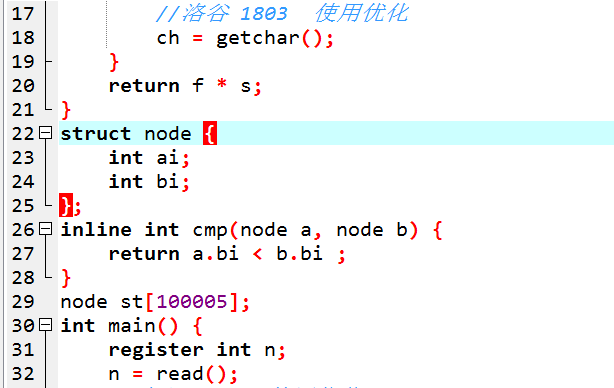 17 //洛谷 1803 使用优化
18 ch = getchar();
19 }
20 return f * s;
21 }
22 struct node {
23 int ai;
24 int bi;
25 };
26 inline int cmp(node a, node b) {
27 return a.bi < b.bi ;
28 }
29 node st[100005];
30 int main() {
31 register int n;
32 n = read();